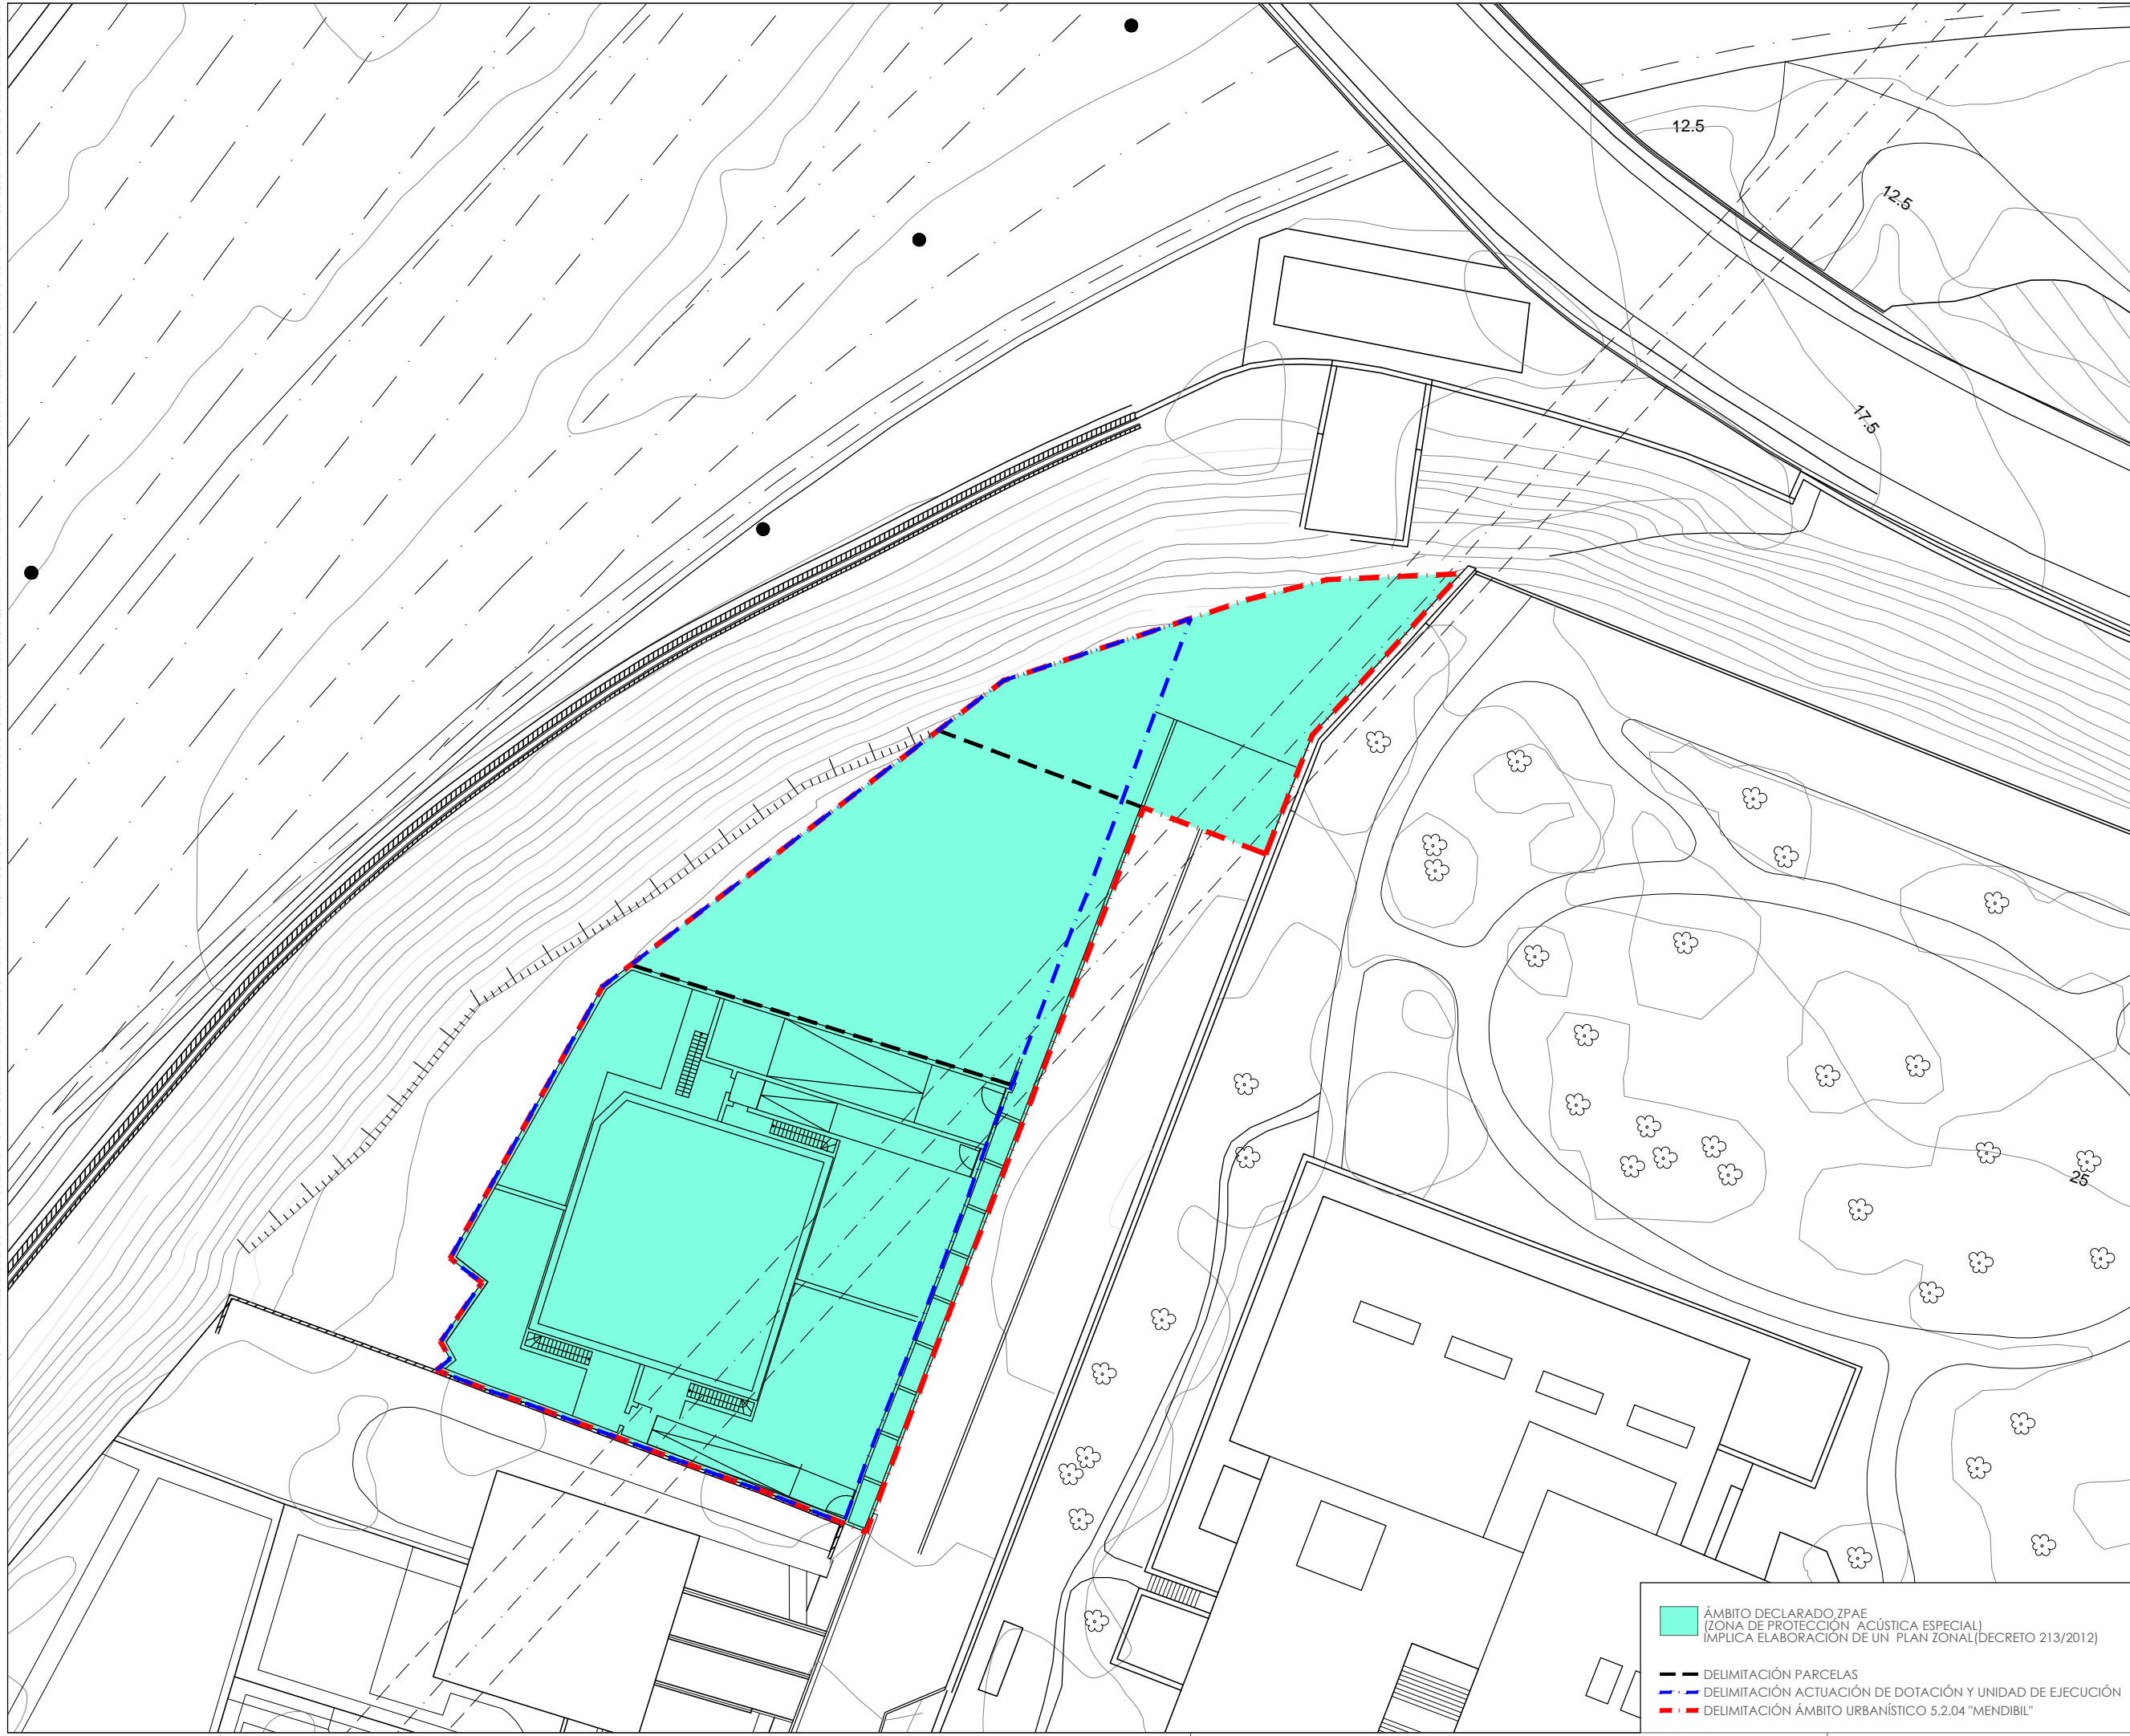 12.5
12.5
17.5
25
ÁMBITO DECLARADO ZPAE
(ZONA DE PROTECCIÓN ACÚSTICA ESPECIAL)
IMPLICA ELABORACIÓN DE UN PLAN ZONAL(DECRETO 213/2012)
DELIMITACIÓN PARCELAS
DELIMITACIÓN ACTUACIÓN DE DOTACIÓN Y UNIDAD DE EJECUCIÓN
DELIMITACIÓN ÁMBITO URBANÍSTICO 5.2.04 "MENDIBIL"